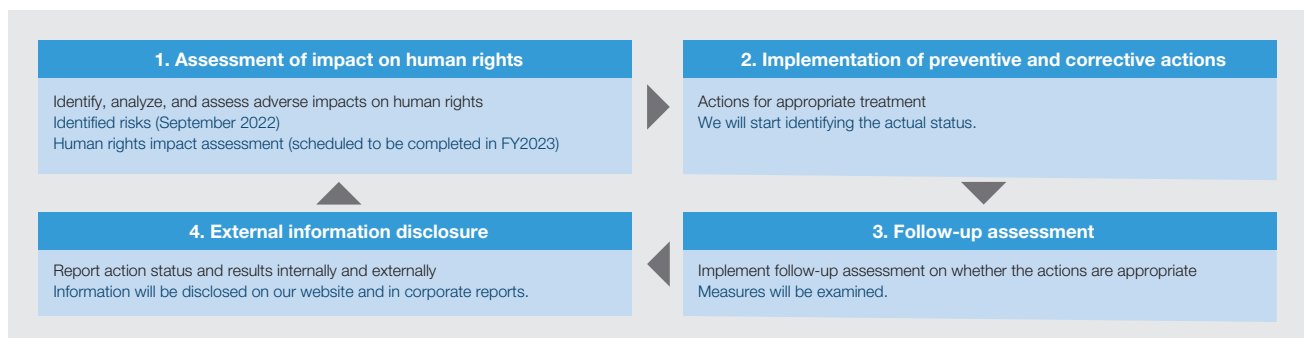 1. Assessment of impact on human rights
Identify, analyze, and assess adverse impacts on human rights
Identified risks (September 2022)
Human rights impact assessment (scheduled to be completed in FY2023)
2. Implementation of preventive and corrective actions
Actions for appropriate treatment
We will start identifying the actual status.
3. Follow-up assessment
Implement follow-up assessment on whether the actions are appropriate
Measures will be examined.
4. External information disclosure
Report action status and results internally and externally
Information will be disclosed on our website and in corporate reports.